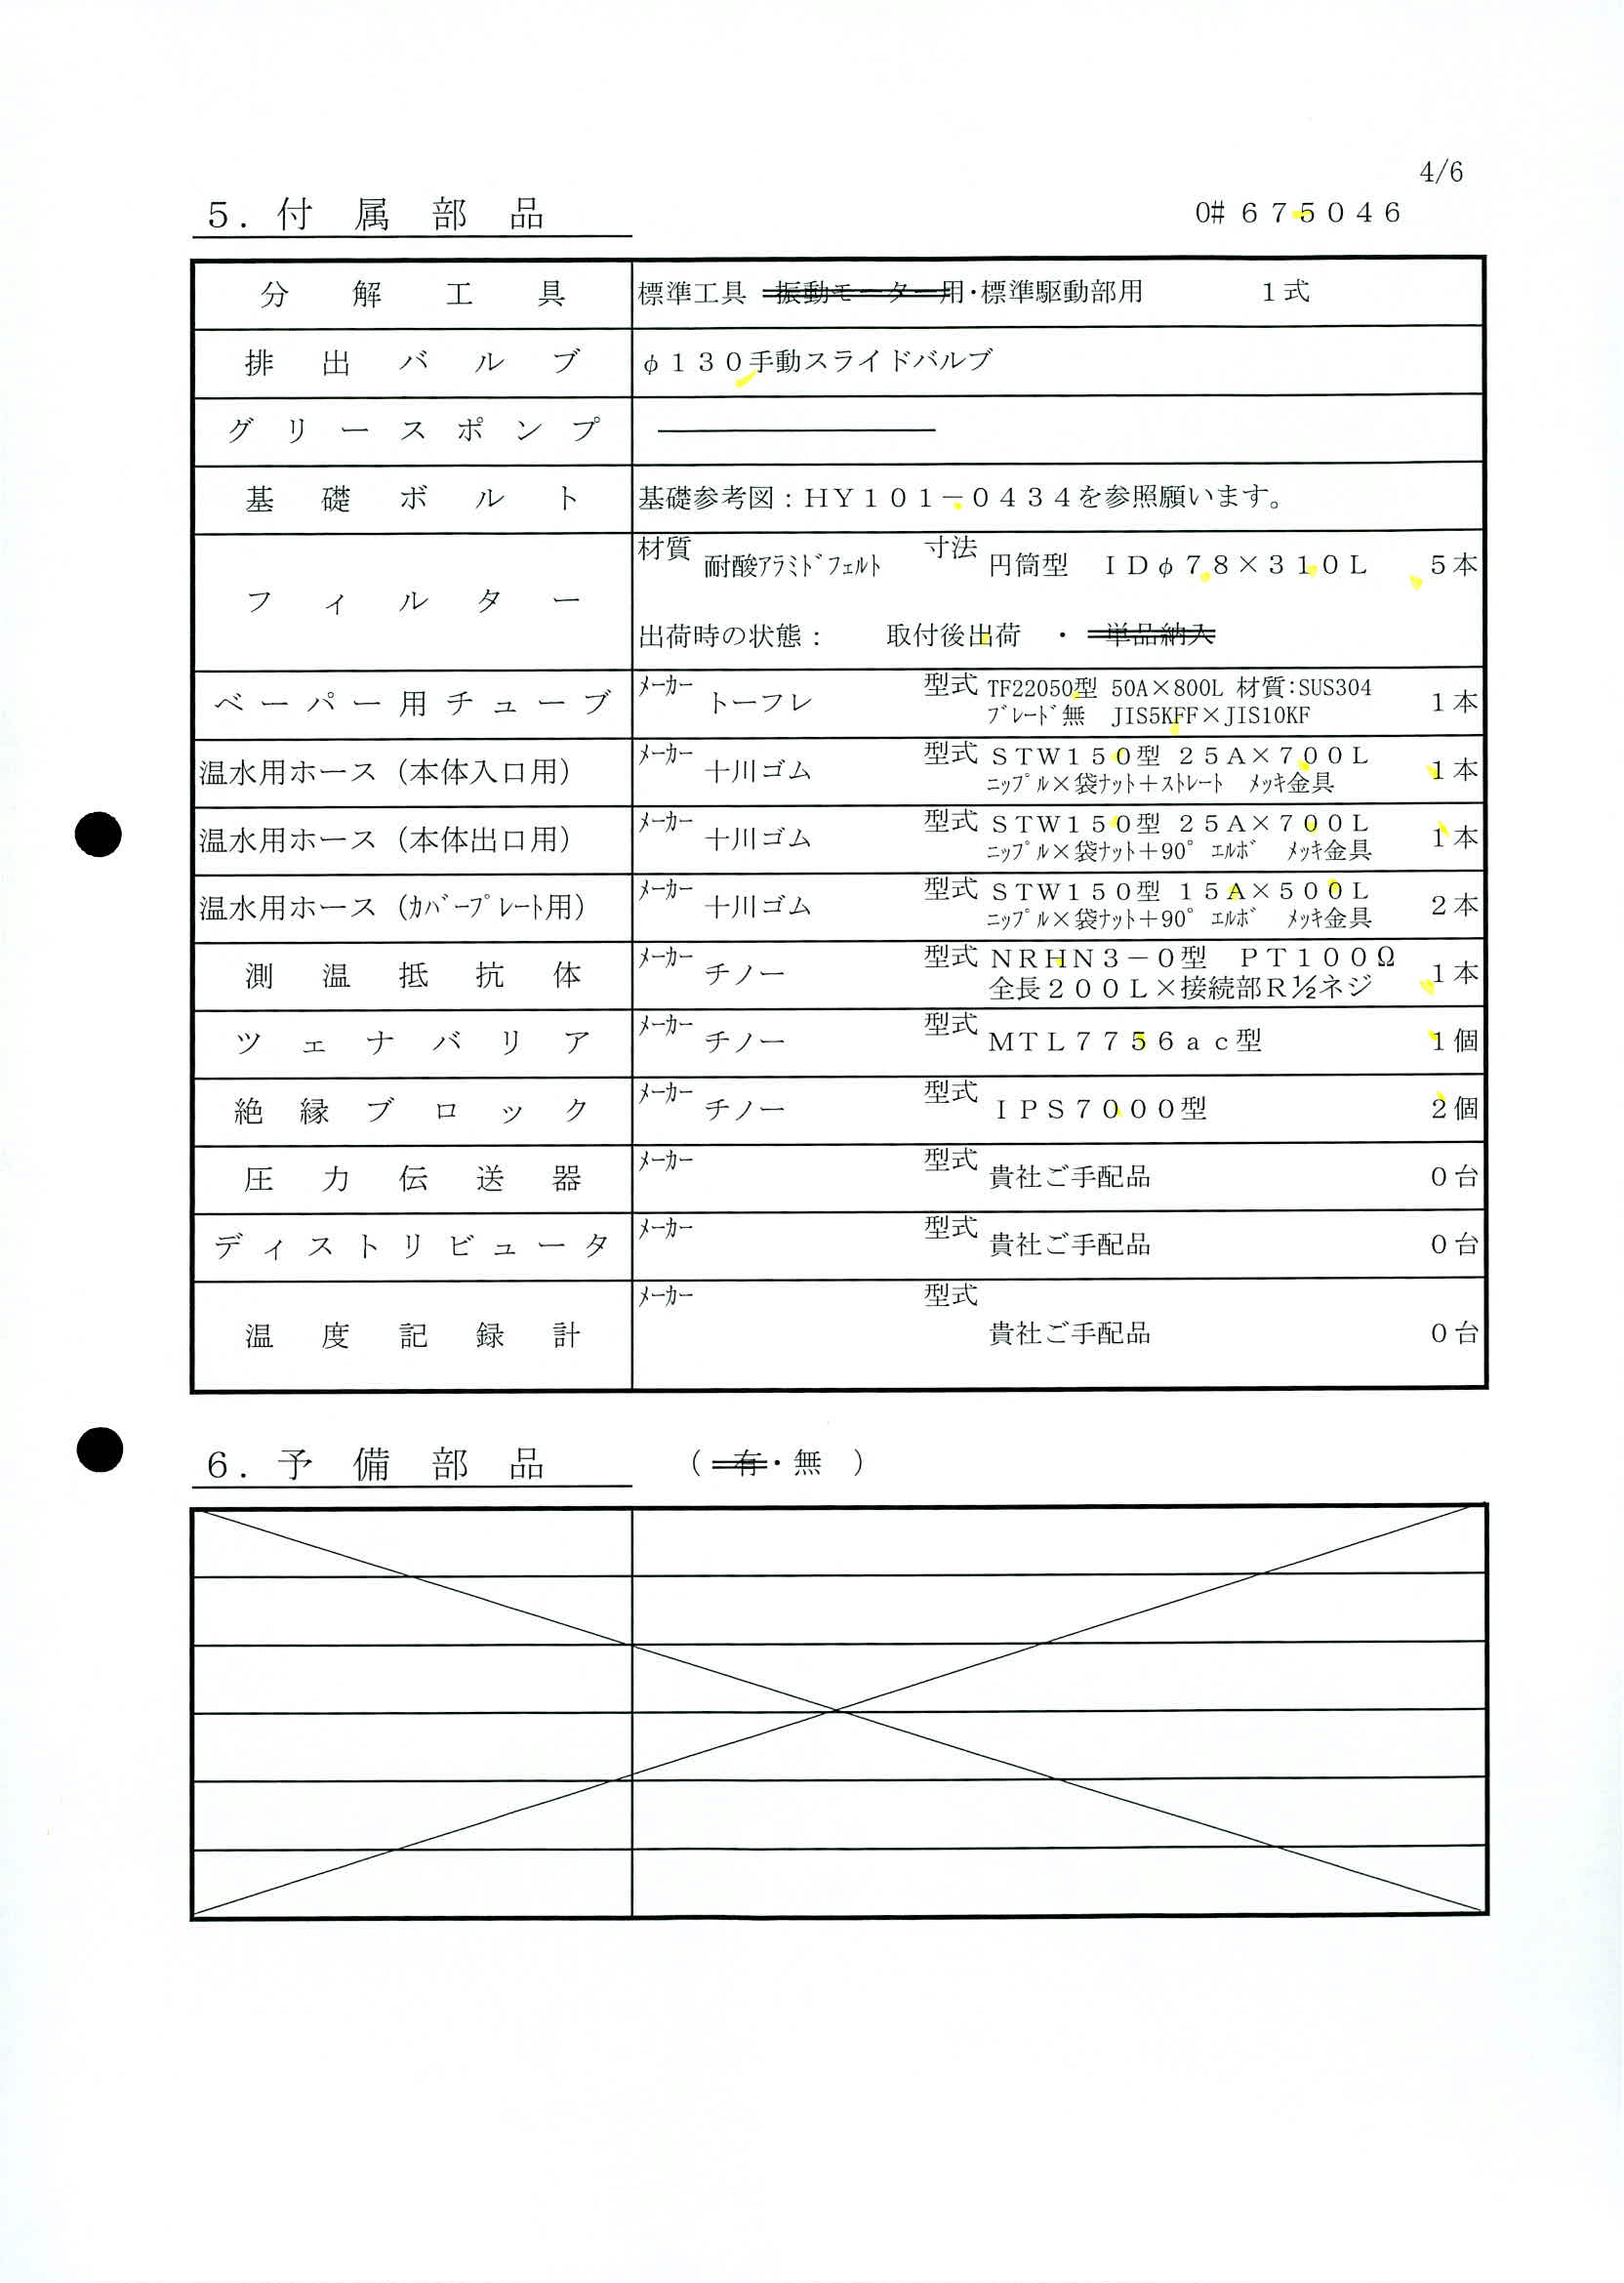 4/6
５．付属部品
O# ６７５０４６
分解工具 標準工具 振動モーター用・標準駆動部用 １式
排出バルブ φ１３０手動スライドバルブ
グリースポンプ
基礎ボルト 基礎参考図：ＨＹ１０１－０４３４を参照願います。
フィルター 材質 耐酸ｱﾗﾐﾄﾞﾌｪﾙﾄ 寸法 円筒型 ＩＤφ７８×３１０Ｌ ５本
出荷時の状態： 取付後出荷 ・ 単品納入
ベーパー用チューブ ﾒｰｶｰ トーフレ 型式 TF22050型 50A×800L 材質:SUS304
ﾌﾞﾚｰﾄﾞ無 JIS5KFF×JIS10KF １本
温水用ホース（本体入口用） ﾒｰｶｰ 十川ゴム 型式 ＳＴＷ１５０型 ２５Ａ×７００Ｌ
ﾆｯﾌﾟﾙ×袋ﾅｯﾄ＋ｽﾄﾚｰﾄ ﾒｯｷ金具 １本
温水用ホース（本体出口用） ﾒｰｶｰ 十川ゴム 型式 ＳＴＷ１５０型 ２５Ａ×７００Ｌ
ﾆｯﾌﾟﾙ×袋ﾅｯﾄ＋90° ｴﾙﾎﾞ ﾒｯｷ金具 １本
温水用ホース（ｶﾊﾞｰﾌﾟﾚｰﾄ用） ﾒｰｶｰ 十川ゴム 型式 ＳＴＷ１５０型 １５Ａ×５００Ｌ
ﾆｯﾌﾟﾙ×袋ﾅｯﾄ＋90° ｴﾙﾎﾞ ﾒｯｷ金具 ２本
測温抵抗体 ﾒｰｶｰ チノー 型式 ＮＲＨＮ３－０型 ＰＴ１００Ω
全長２００Ｌ×接続部Ｒ½ネジ １本
ツェナバリア ﾒｰｶｰ チノー 型式 ＭＴＬ７７５６ａｃ型 １個
絶縁ブロック ﾒｰｶｰ チノー 型式 ＩＰＳ７０００型 ２個
圧力伝送器 ﾒｰｶｰ 型式 貴社ご手配品 ０台
ディストリビュータ ﾒｰｶｰ 型式 貴社ご手配品 ０台
温度記録計 ﾒｰｶｰ 型式 貴社ご手配品 ０台
６．予備部品 （ 有・無 ）